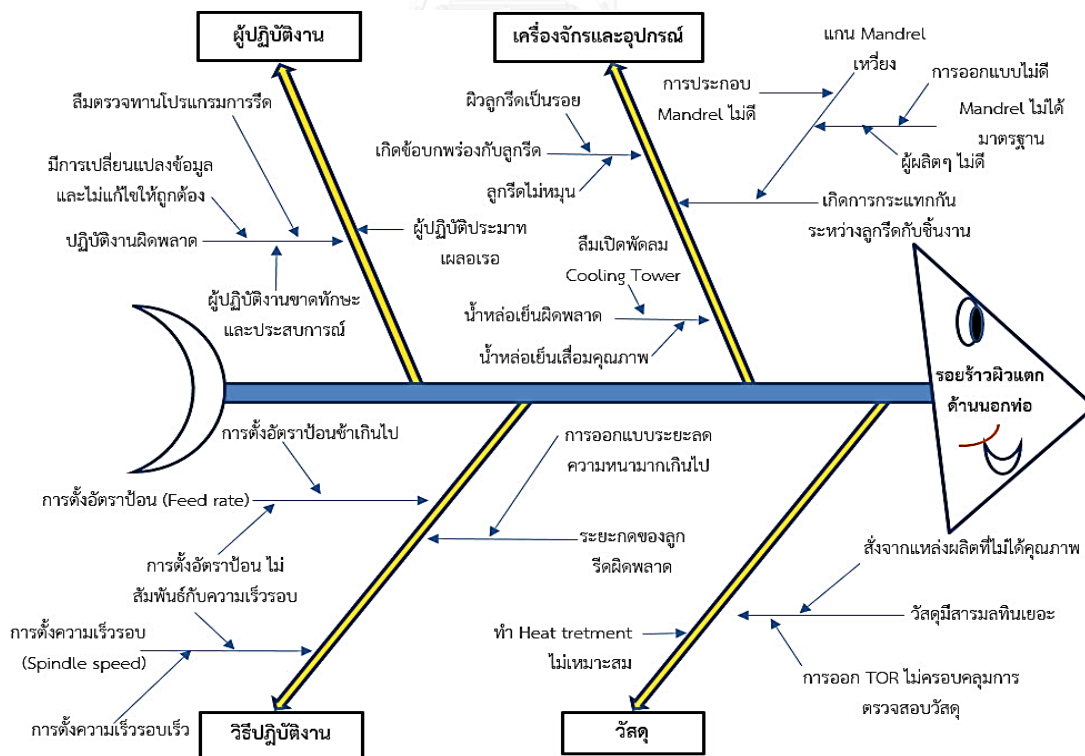 ผู้ปฏิบัติงาน
เครื่องจักรและอุปกรณ์
ลืมตรวจทานโปรแกรมการรีด
มีการเปลี่ยนแปลงข้อมูล
และไม่แก้ไขให้ถูกต้อง
ปฏิบัติงานผิดพลาด
ผู้ปฏิบัติงานขาดทักษะ
และประสบการณ์
ผู้ปฏิบัติประมาท
เผลอเรอ
ผิวลูกรีดเป็นรอย
เกิดข้อบกพร่องกับลูกรีด
ลูกรีดไม่หมุน
ลืมเปิดพัดลม
Cooling Tower
น้ำหล่อเย็นผิดพลาด
น้ำหล่อเย็นเสื่อมคุณภาพ
แกน Mandrel
เหวี่ยง
การประกอบ
Mandrel ไม่ดี
การออกแบบไม่ดี
Mandrel ไม่ได้
มาตรฐาน
ผู้ผลิตๆ ไม่ดี
เกิดการกระแทกกัน
ระหว่างลูกรีดกับชิ้นงาน
รอยร้าวผิวแตก
ด้านนอกท่อ
การตั้งอัตราป้อนช้าเกินไป
การตั้งอัตราป้อน (Feed rate)
การตั้งอัตราป้อน ไม่
สัมพันธ์กับความเร็วรอบ
การตั้งความเร็วรอบ
(Spindle speed)
การตั้งความเร็วรอบเร็ว
การออกแบบระยะลด
ความหนามากเกินไป
ระยะกดของลูก
รีดผิดพลาด
สั่งจากแหล่งผลิตที่ไม่ได้คุณภาพ
วัสดุมีสารมลทินเยอะ
การออก TOR ไม่ครอบคลุมการ
ตรวจสอบวัสดุ
ทำ Heat tretment
ไม่เหมาะสม
วิธีปฎิบัติงาน
วัสดุ